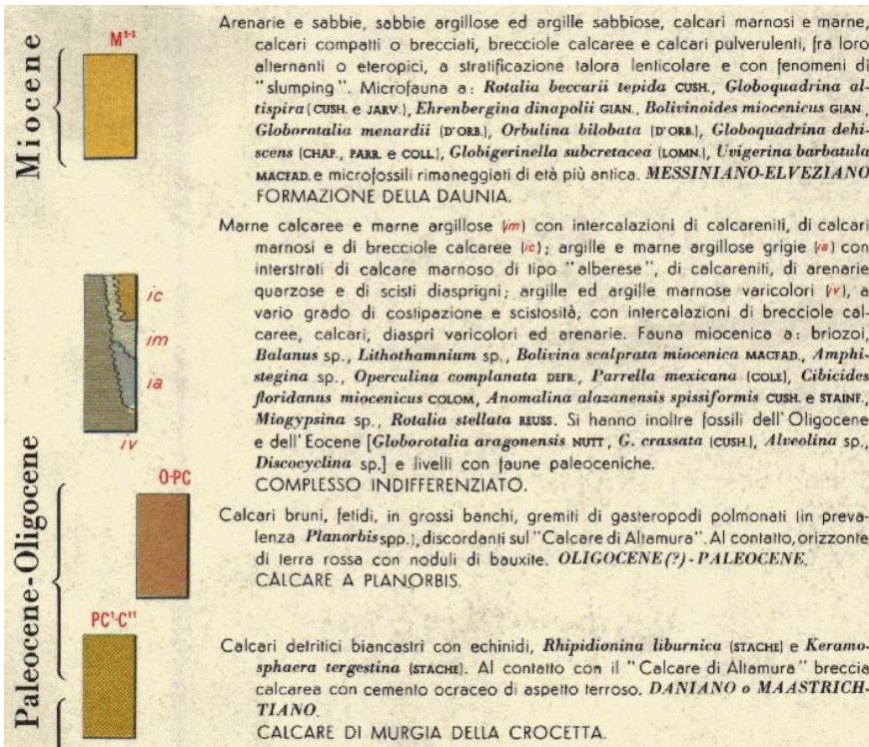 Miocene
M⁵⁻³
Arenarie e sabbie, sabbie argillose ed argille sabbiose, calcari marnosi e marne,
calcari compatti o brecciati, brecciole calcaree e calcari pulverulenti, fra loro
alternanti o eteropici, a stratificazione talora lenticolare e con fenomeni di
"slumping". Microfauna a: Rotalia beccarii tepida CUSH., Globoquadrina al-
tispira (CUSH. e JARV.), Ehrenbergina dinapolii GIAN., Bolivinoides miocenicus GIAN.,
Globorotalia menardii (D'ORB.), Orbulina bilobata (D'ORB.), Globoquadrina dehi-
scens (CHAP., PARR. e COLL.), Globigerinella subcretacea (LOMN.), Uvigerina barbatula
MACFAD. e microfossili rimaneggiati di età più antica. MESSINIANO-ELVEZIANO
FORMAZIONE DELLA DAUNIA.
Marne calcaree e marne argillose (im) con intercalazioni di calcareniti, di calcari
marnosi e di brecciole calcaree (ic); argille e marne argillose grigie (ia) con
interstrati di calcare marnoso di tipo "alberese", di calcareniti, di arenarie
quarzose e di scisti diasprigni; argille ed argille marnose varicolori (iv), a
vario grado di costipazione e scistosità, con intercalazioni di brecciole cal-
caree, calcari, diaspri varicolori ed arenarie. Fauna miocenica a: briozoi,
Balanus sp., Lithothamnium sp., Bolivina scalprata miocenica MACFAD., Amphi-
stegina sp., Operculina complanata DEFR., Parrella mexicana (COLE), Cibicides
floridanus miocenicus COLOM, Anomalina alazanensis spissiformis CUSH. e STAINF.,
Miogypsina sp., Rotalia stellata REUSS. Si hanno inoltre fossili dell'Oligocene
e dell'Eocene [Globorotalia aragonensis NUTT, G. crassata (CUSH.), Alveolina sp.,
Discocyclina sp.] e livelli con faune paleoceniche.
COMPLESSO INDIFFERENZIATO.
ic
im
ia
iv
Paleocene-Oligocene
O-PC
Calcari bruni, fetidi, in grossi banchi, gremiti di gasteropodi polmonati (in preva-
lenza Planorbis spp.), discordanti sul "Calcare di Altamura". Al contatto, orizzonte
di terra rossa con noduli di bauxite. OLIGOCENE(?)-PALEOCENE.
CALCARE A PLANORBIS.
PC¹-C¹¹
Calcari detritici biancastri con echinidi, Rhipidionina liburnica (STACHE) e Keramo-
sphaera tergestina (STACHE). Al contatto con il "Calcare di Altamura" breccia
calcarea con cemento ocraceo di aspetto terroso. DANIANO o MAASTRICH-
TIANO.
CALCARE DI MURGIA DELLA CROCETTA.